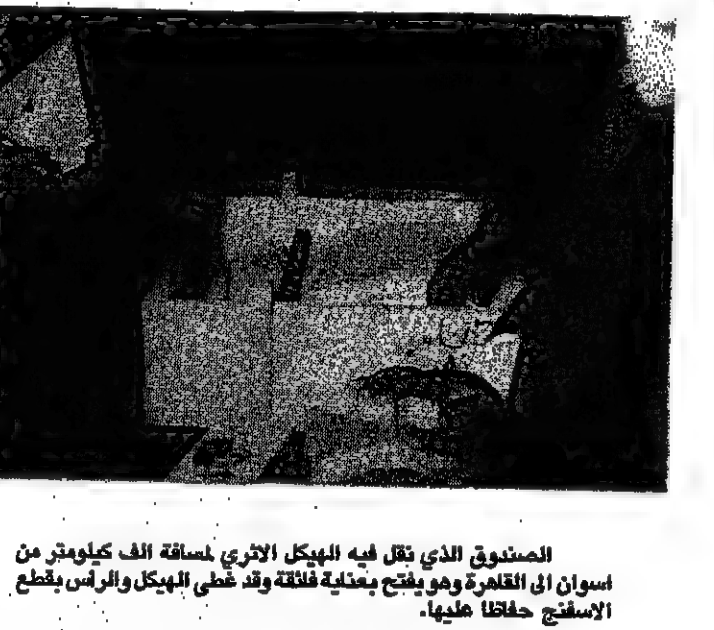 الصندوق الذي نقل فيه الهيكل الاثري لمسافة الف كيلومتر من
اسوان الى القاهرة وهو يفتح بعناية فائقة وقد غطى الهيكل والراس بقطع
الاسفنج حفاظا عليها.